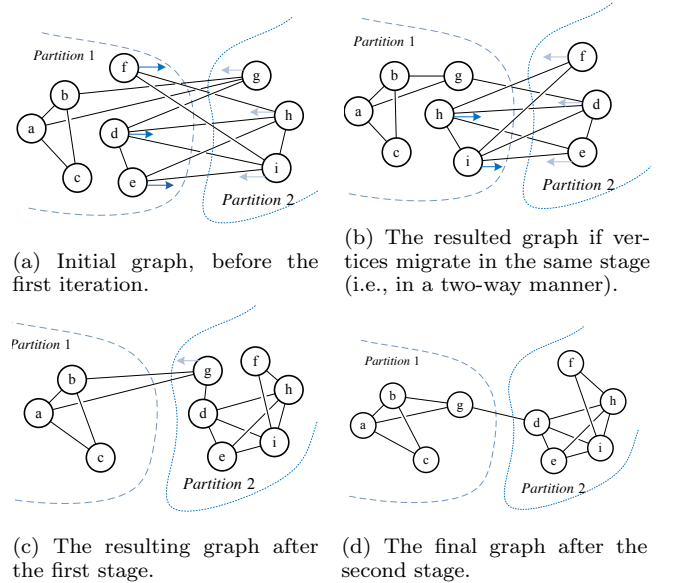 Partition 1
f
g
b
a
h
d
i
e
c
Partition 2
(a) Initial graph, before the
first iteration.
Partition 1
f
b
g
d
a
h
c
i
e
Partition 2
(b) The resulted graph if ver-
tices migrate in the same stage
(i.e., in a two-way manner).
Partition 1
f
g
b
h
a
d
i
c
e
Partition 2
(c) The resulting graph after
the first stage.
Partition 1
f
b
g
h
a
d
i
c
e
Partition 2
(d) The final graph after the
second stage.